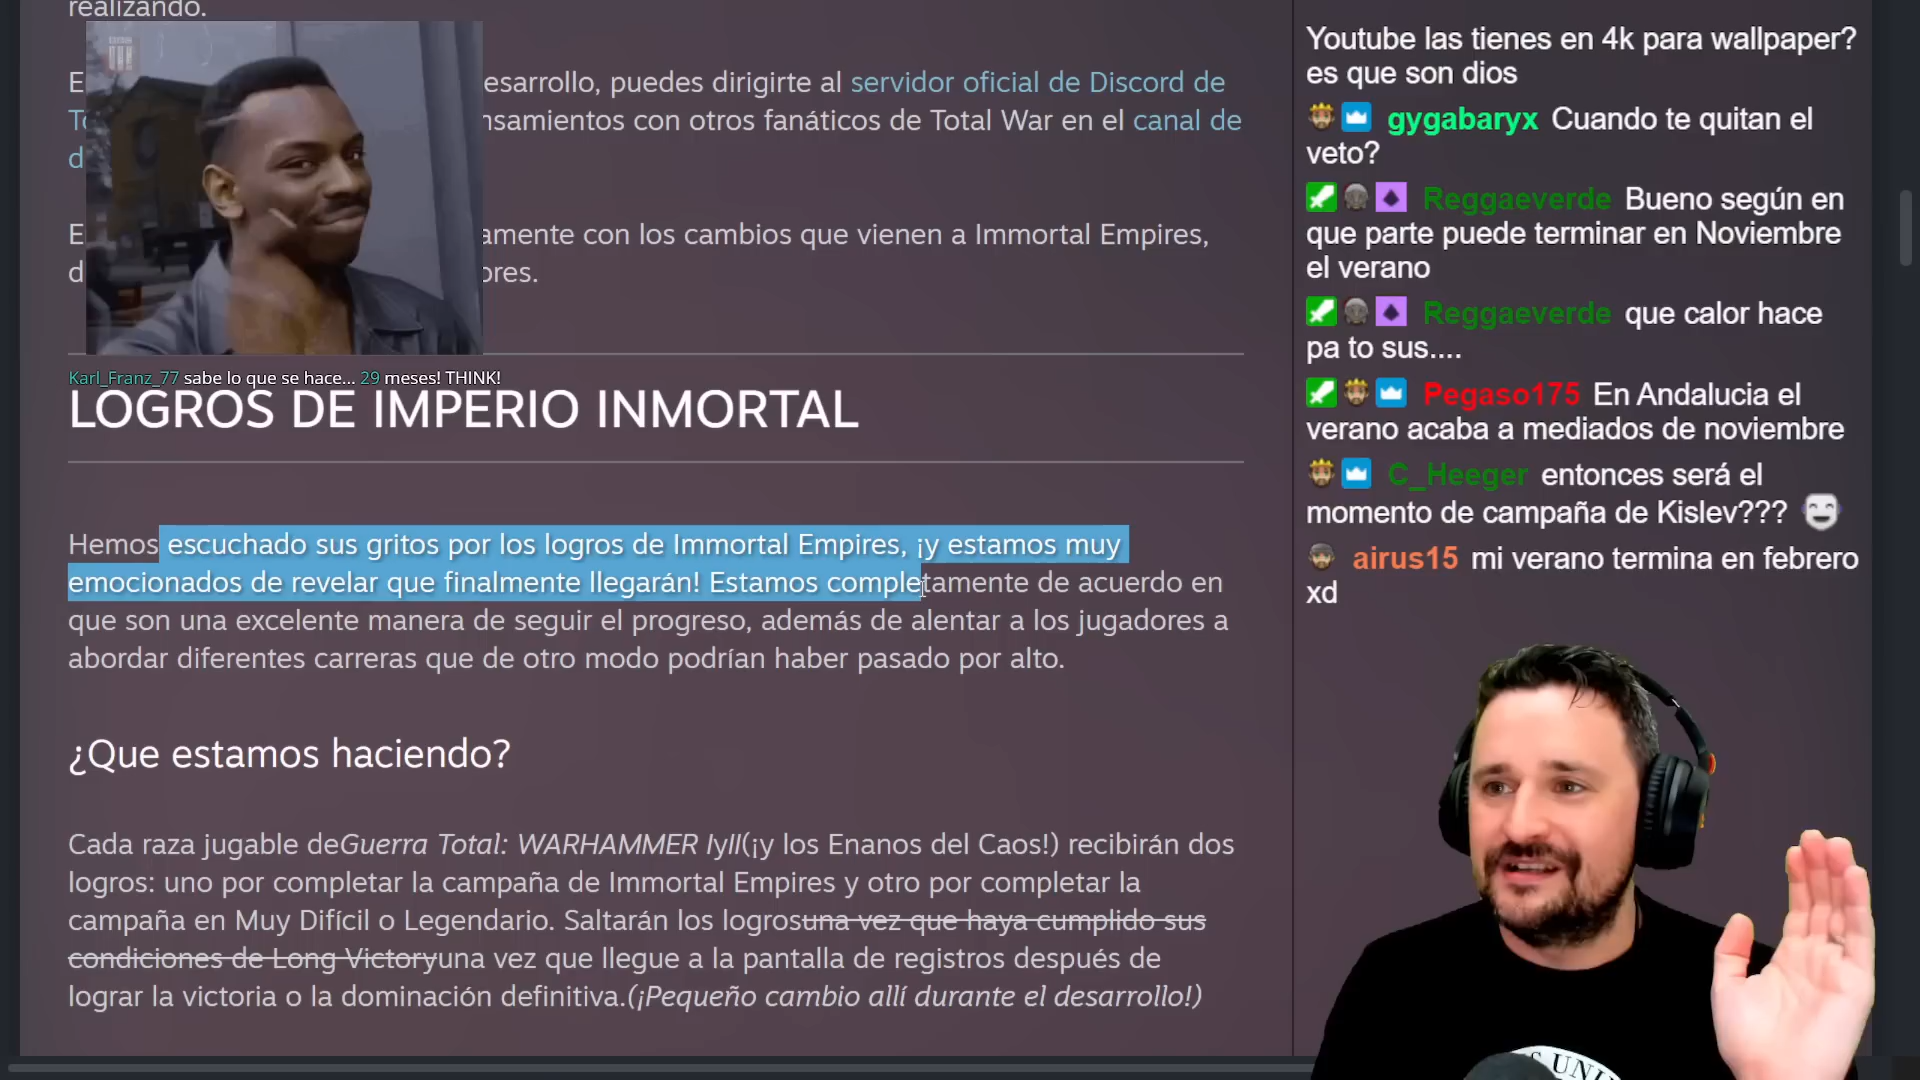 realizando.
E
esarrollo, puedes dirigirte al servidor oficial de Discord de
To
nsamientos con otros fanáticos de Total War en el canal de
d
E
amente con los cambios que vienen a Immortal Empires,
d
ores.
Karl_Franz_77 sabe lo que se hace... 29 meses! THINK!
LOGROS DE IMPERIO INMORTAL
Hemos escuchado sus gritos por los logros de Immortal Empires, ¡y estamos muy
emocionados de revelar que finalmente llegarán! Estamos completamente de acuerdo en
que son una excelente manera de seguir el progreso, además de alentar a los jugadores a
abordar diferentes carreras que de otro modo podrían haber pasado por alto.
¿Que estamos haciendo?
Cada raza jugable deGuerra Total: WARHAMMER IyII(¡y los Enanos del Caos!) recibirán dos
logros: uno por completar la campaña de Immortal Empires y otro por completar la
campaña en Muy Difícil o Legendario. Saltarán los logrosuna vez que haya cumplido sus
condiciones de Long Victoryuna vez que llegue a la pantalla de registros después de
lograr la victoria o la dominación definitiva.(¡Pequeño cambio allí durante el desarrollo!)
Youtube las tienes en 4k para wallpaper?
es que son dios
gygabaryx Cuando te quitan el
veto?
Reggaeverde Bueno según en
que parte puede terminar en Noviembre
el verano
Reggaeverde que calor hace
pa to sus....
Pegaso175 En Andalucia el
verano acaba a mediados de noviembre
C_Heeger entonces será el
momento de campaña de Kislev???
airus15 mi verano termina en febrero
xd